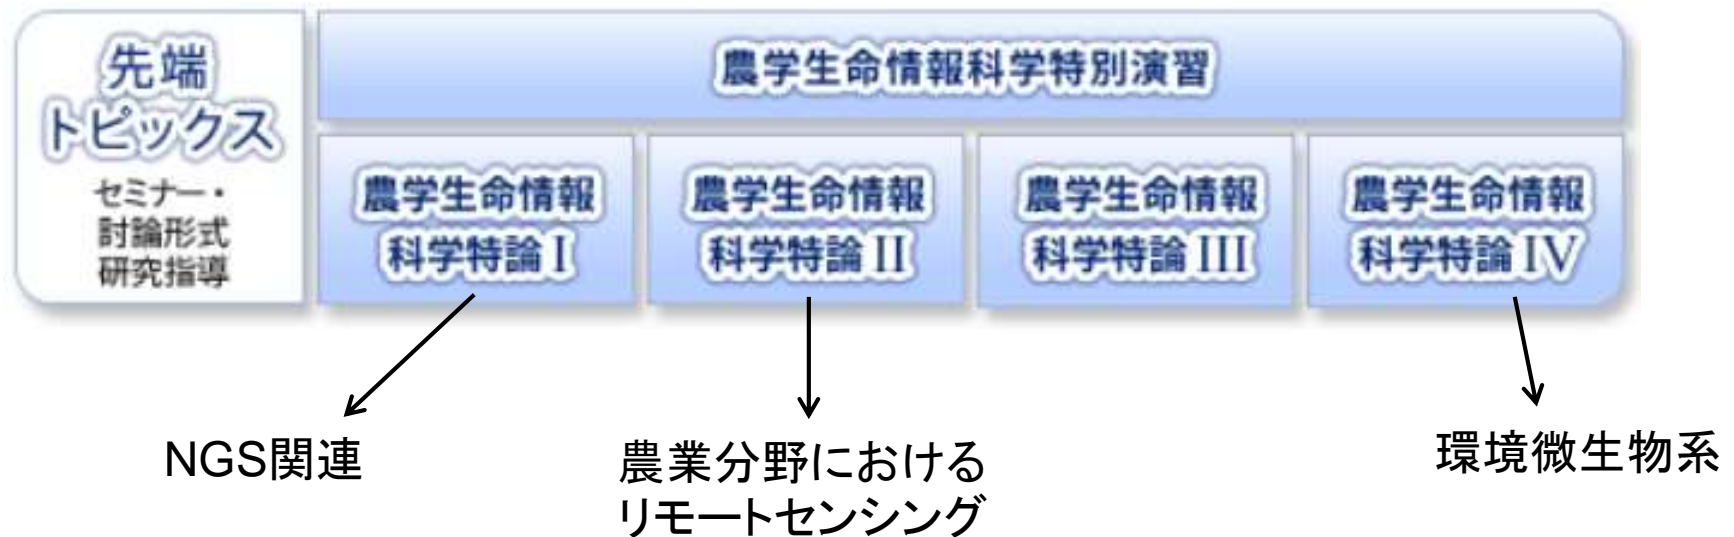 先端
トピックス
セミナー・
討論形式
研究指導
農学生命情報科学特別演習
農学生命情報
科学特論 I
農学生命情報
科学特論 II
農学生命情報
科学特論 III
農学生命情報
科学特論 IV
NGS関連
農業分野における
リモートセンシング
環境微生物系